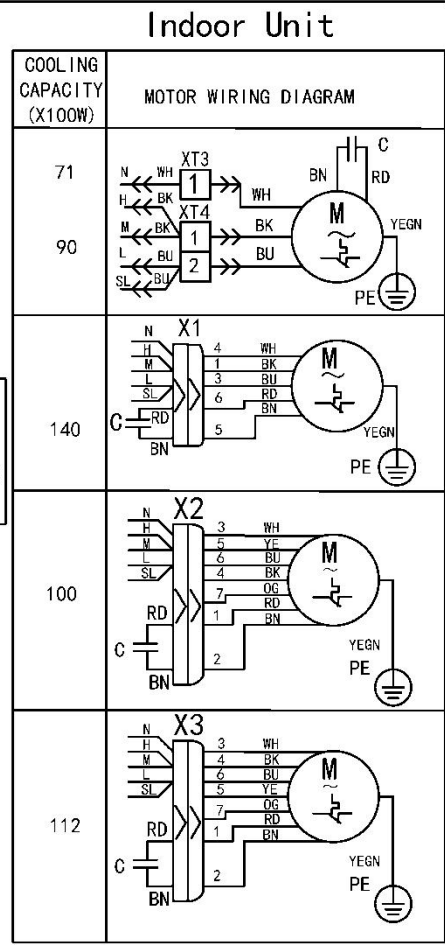 Indoor Unit
COOLING
CAPACITY
(X100W)
MOTOR WIRING DIAGRAM
71
90
N WH XT3 1 WH
H BK XT4
M BK 1 BK
L BU 2 BU
SL BU
C
BN RD
M
~
YEGN
PE
140
X1
N 4 WH
H 1 BK
M 3 BU
L 6 RD
SL BN
C RD
5
BN
M
~
YEGN
PE
100
X2
N 3 WH
H 5 YE
M 6 BU
L 4 BK
SL 7 OG
RD 1 RD
BN
C
2
BN
M
~
YEGN
PE
112
X3
N 3 WH
H 4 BK
M 6 BU
L 5 YE
SL 7 OG
RD 1 RD
BN
C
2
BN
M
~
YEGN
PE